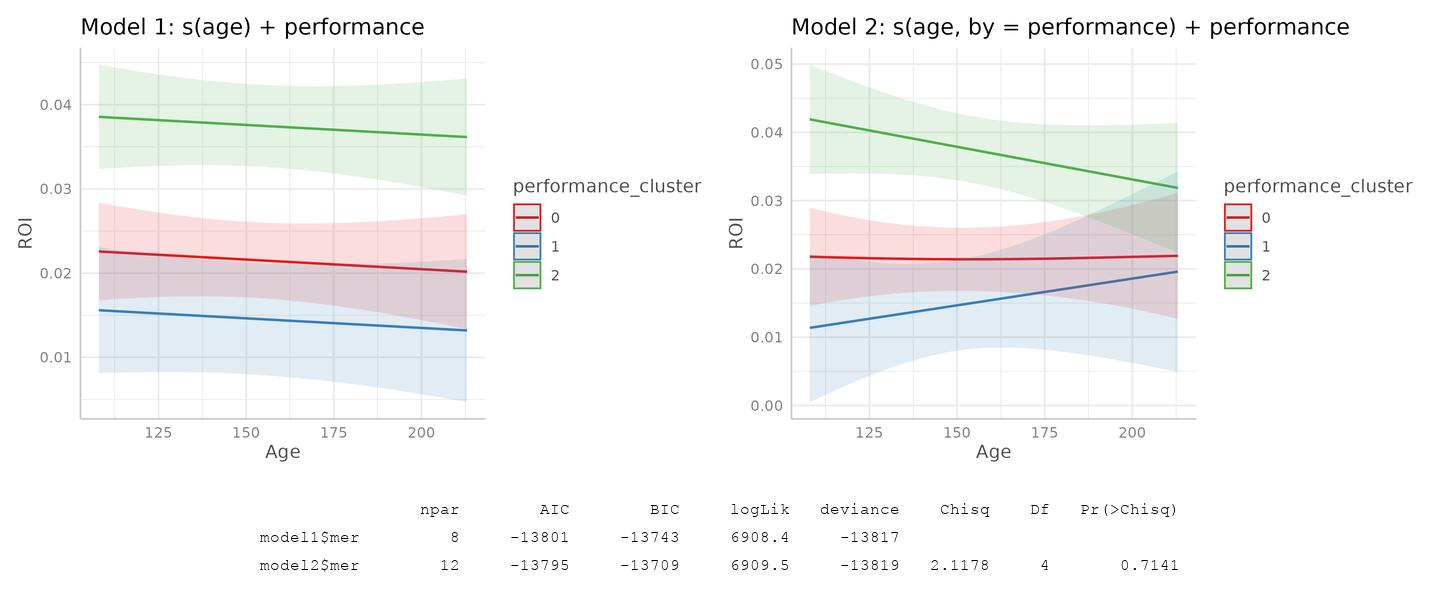 Model 1: s(age) + performance
0.04
0.03
0.02
0.01
ROI
125 150 175 200
Age
performance_cluster
0
1
2
Model 2: s(age, by = performance) + performance
0.05
0.04
0.03
0.02
0.01
0.00
ROI
125 150 175 200
Age
performance_cluster
0
1
2
npar AIC BIC logLik deviance Chisq Df Pr(>Chisq)
model1$mer 8 -13801 -13743 6908.4 -13817
model2$mer 12 -13795 -13709 6909.5 -13819 2.1178 4 0.7141